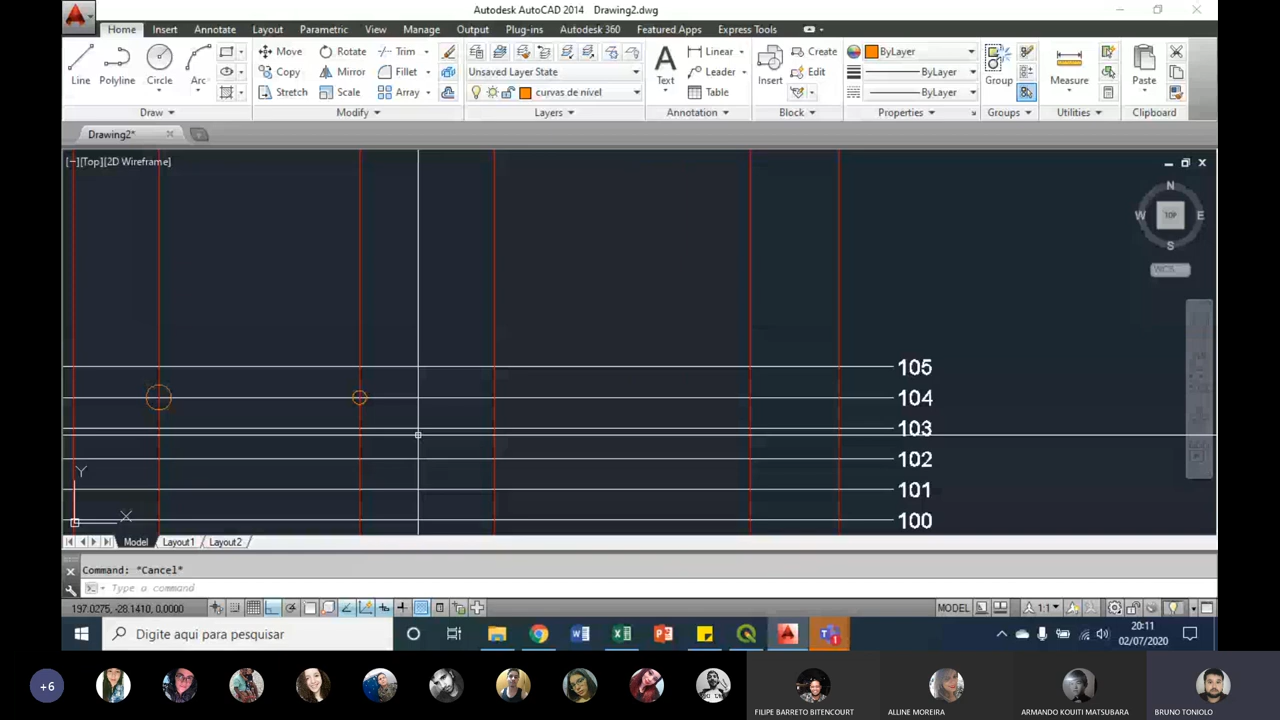 Autodesk AutoCAD 2014 Drawing2.dwg
Home Insert Annotate Layout Parametric View Manage Output Plug-ins Autodesk 360 Featured Apps Express Tools
Line Polyline Circle Arc
Move Rotate Trim
Copy Mirror Fillet
Stretch Scale Array
Unsaved Layer State
curvas de nível
Text
Linear
Leader
Table
Insert
Create
Edit
ByLayer
ByLayer
ByLayer
Group
Measure
Paste
Draw Modify Layers Annotation Block Properties Groups Utilities Clipboard
Drawing2*
[−][Top][2D Wireframe]
N
W TOP E
S
WCS
105
104
103
102
101
100
Y
X
Model Layout1 Layout2
Command: *Cancel*
Type a command
197.0275, -28.1410, 0.0000
MODEL
1:1
Digite aqui para pesquisar
1
20:11
02/07/2020
+6
FILIPE BARRETO BITENCOURT
ALLINE MOREIRA
ARMANDO KOUITI MATSUBARA
BRUNO TONIOLO